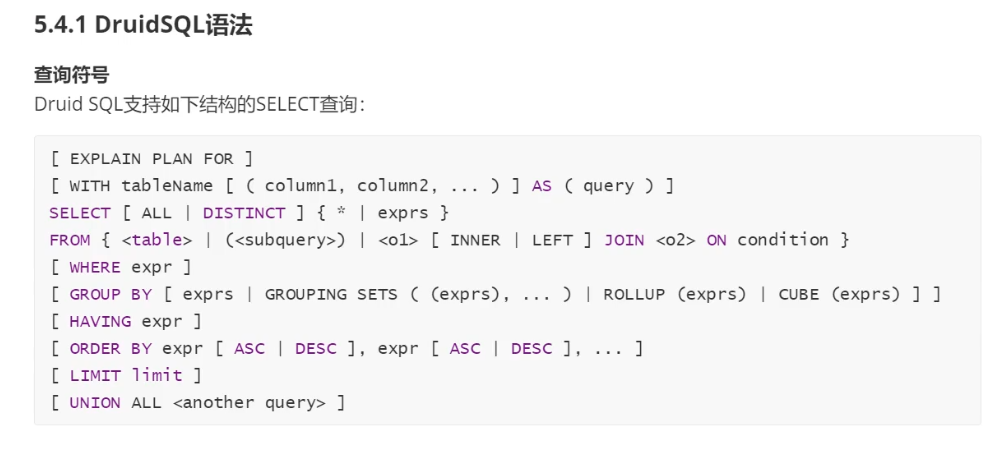 5.4.1 DruidSQL语法
查询符号
Druid SQL支持如下结构的SELECT查询：
[ EXPLAIN PLAN FOR ]
[ WITH tableName [ ( column1, column2, ... ) ] AS ( query ) ]
SELECT [ ALL | DISTINCT ] { * | exprs }
FROM { <table> | (<subquery>) | <o1> [ INNER | LEFT ] JOIN <o2> ON condition }
[ WHERE expr ]
[ GROUP BY [ exprs | GROUPING SETS ( (exprs), ... ) | ROLLUP (exprs) | CUBE (exprs) ] ]
[ HAVING expr ]
[ ORDER BY expr [ ASC | DESC ], expr [ ASC | DESC ], ... ]
[ LIMIT limit ]
[ UNION ALL <another query> ]